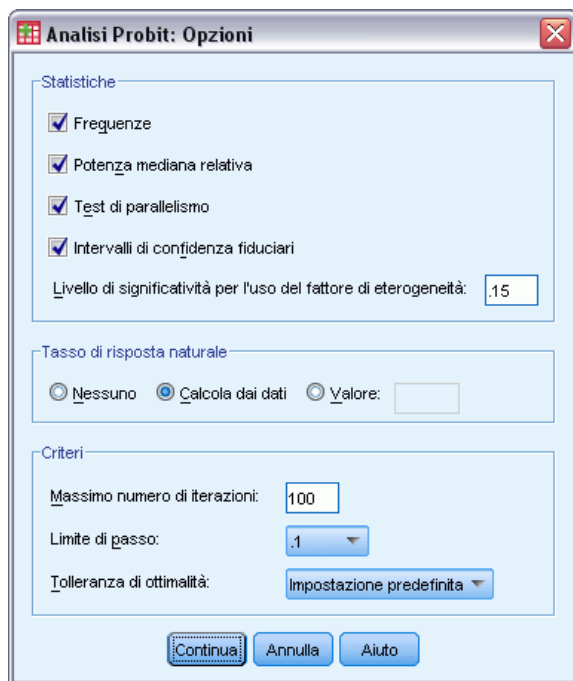 Analisi Probit: Opzioni
Statistiche
Frequenze
Potenza mediana relativa
Test di parallelismo
Intervalli di confidenza fiduciari
Livello di significatività per l'uso del fattore di eterogeneità: .15
Tasso di risposta naturale
Nessuno Calcola dai dati Valore:
Criteri
Massimo numero di iterazioni: 100
Limite di passo: .1
Tolleranza di ottimalità: Impostazione predefinita
Continua Annulla Aiuto